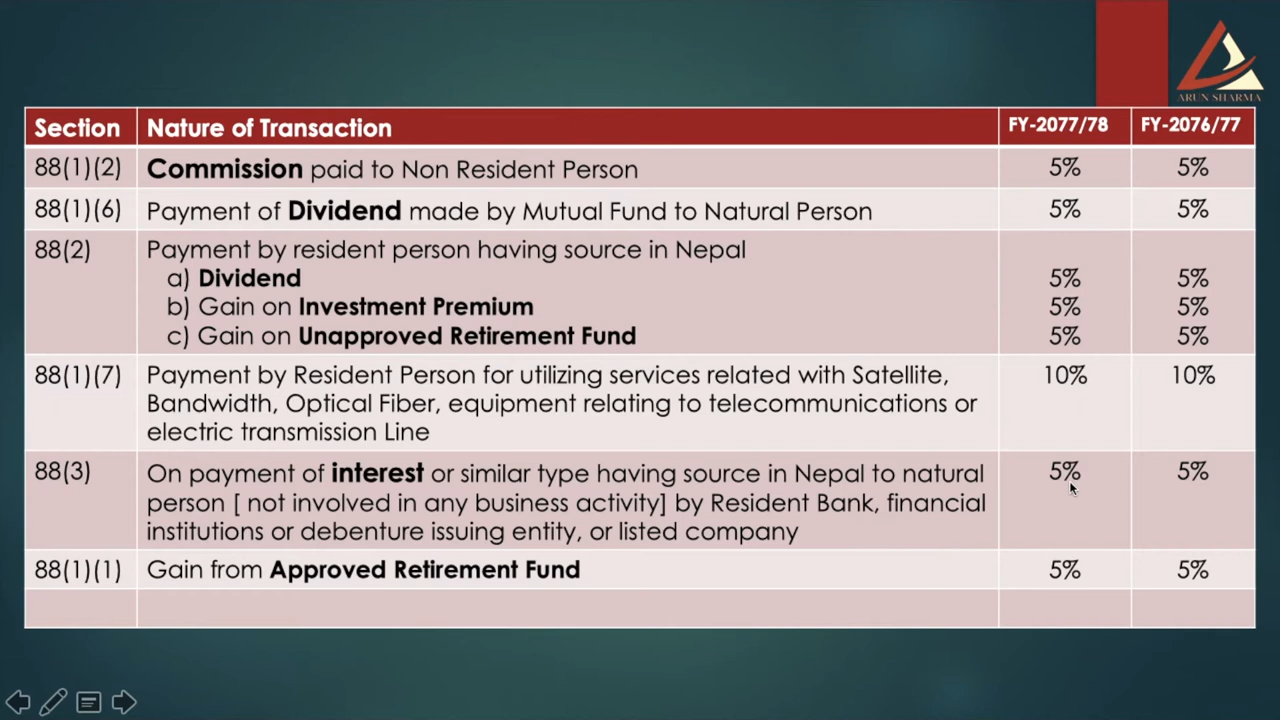 ARUN SHARMA
Section Nature of Transaction FY-2077/78 FY-2076/77
88(1)(2) Commission paid to Non Resident Person 5% 5%
88(1)(6) Payment of Dividend made by Mutual Fund to Natural Person 5% 5%
88(2) Payment by resident person having source in Nepal
a) Dividend 5% 5%
b) Gain on Investment Premium 5% 5%
c) Gain on Unapproved Retirement Fund 5% 5%
88(1)(7) Payment by Resident Person for utilizing services related with Satellite, 10% 10%
Bandwidth, Optical Fiber, equipment relating to telecommunications or
electric transmission Line
88(3) On payment of interest or similar type having source in Nepal to natural 5% 5%
person [ not involved in any business activity] by Resident Bank, financial
institutions or debenture issuing entity, or listed company
88(1)(1) Gain from Approved Retirement Fund 5% 5%